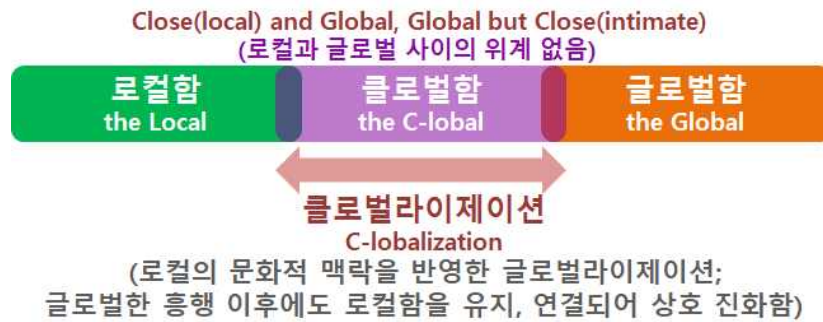 Close(local) and Global, Global but Close(intimate)
(로컬과 글로벌 사이의 위계 없음)
로컬함 클로벌함 글로벌함
the Local the C-lobal the Global
클로벌라이제이션
C-lobalization
(로컬의 문화적 맥락을 반영한 글로벌라이제이션;
글로벌한 흥행 이후에도 로컬함을 유지, 연결되어 상호 진화함)